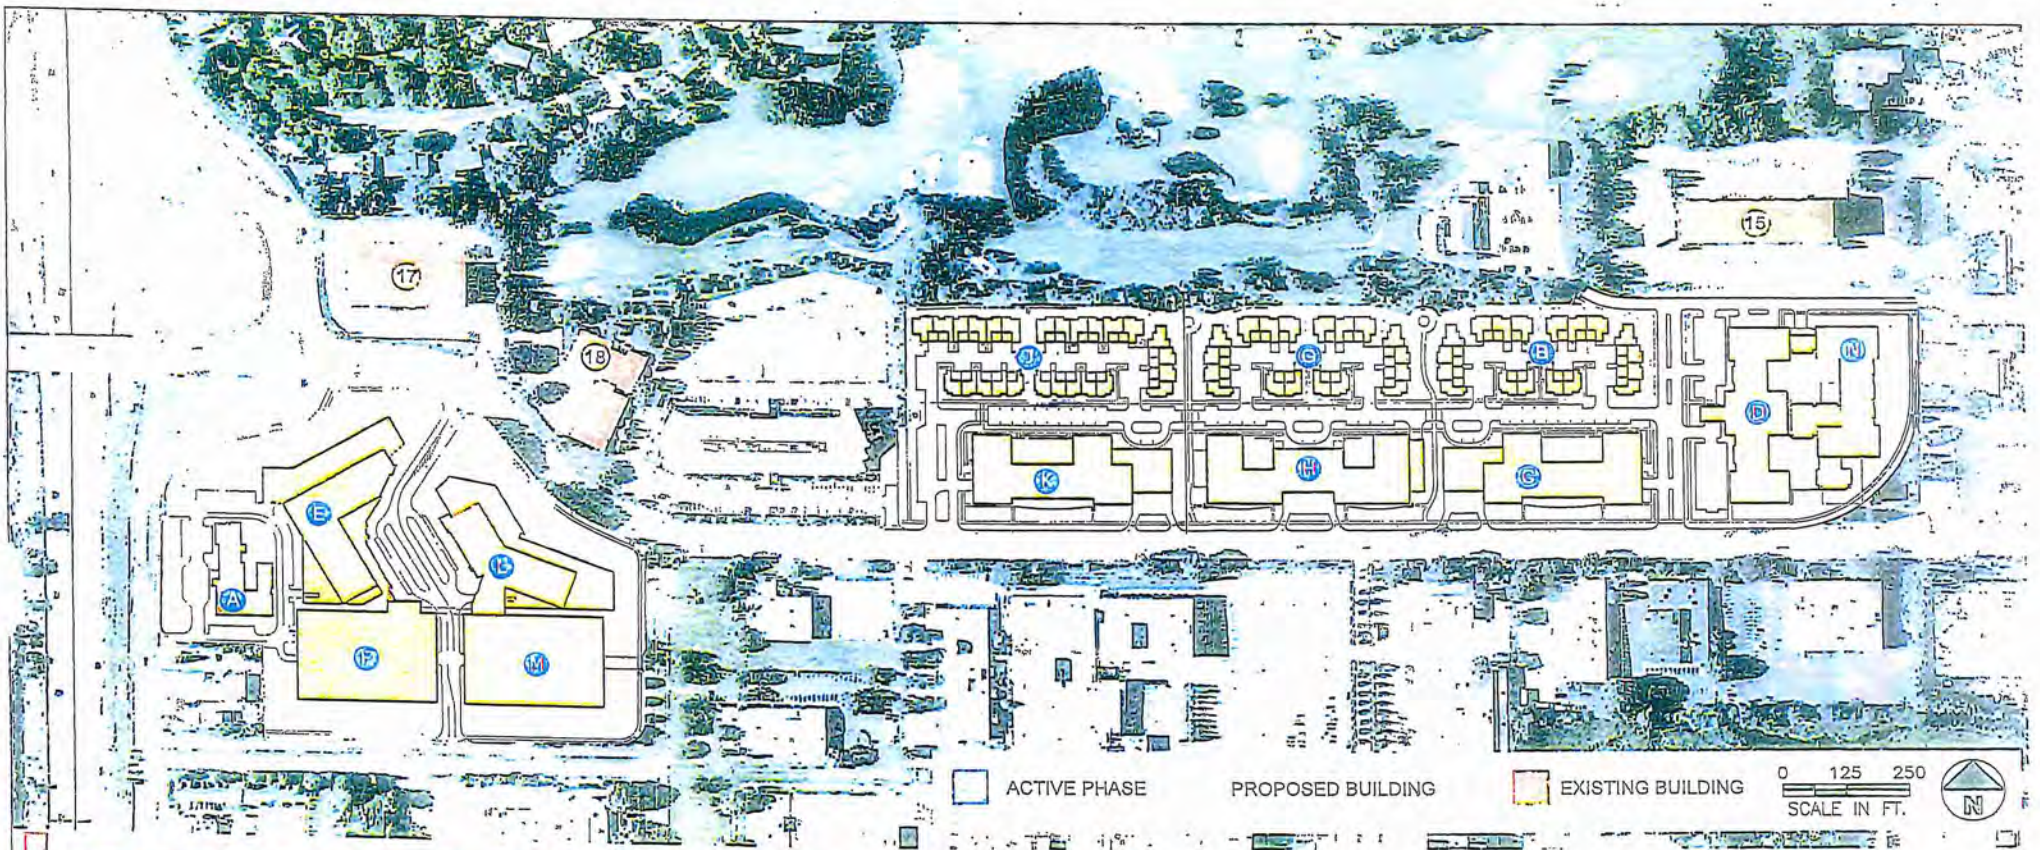 15
17
18
J
C
B
N
D
K
H
G
E
A
M
ACTIVE PHASE
PROPOSED BUILDING
EXISTING BUILDING
0 125 250
SCALE IN FT.
N